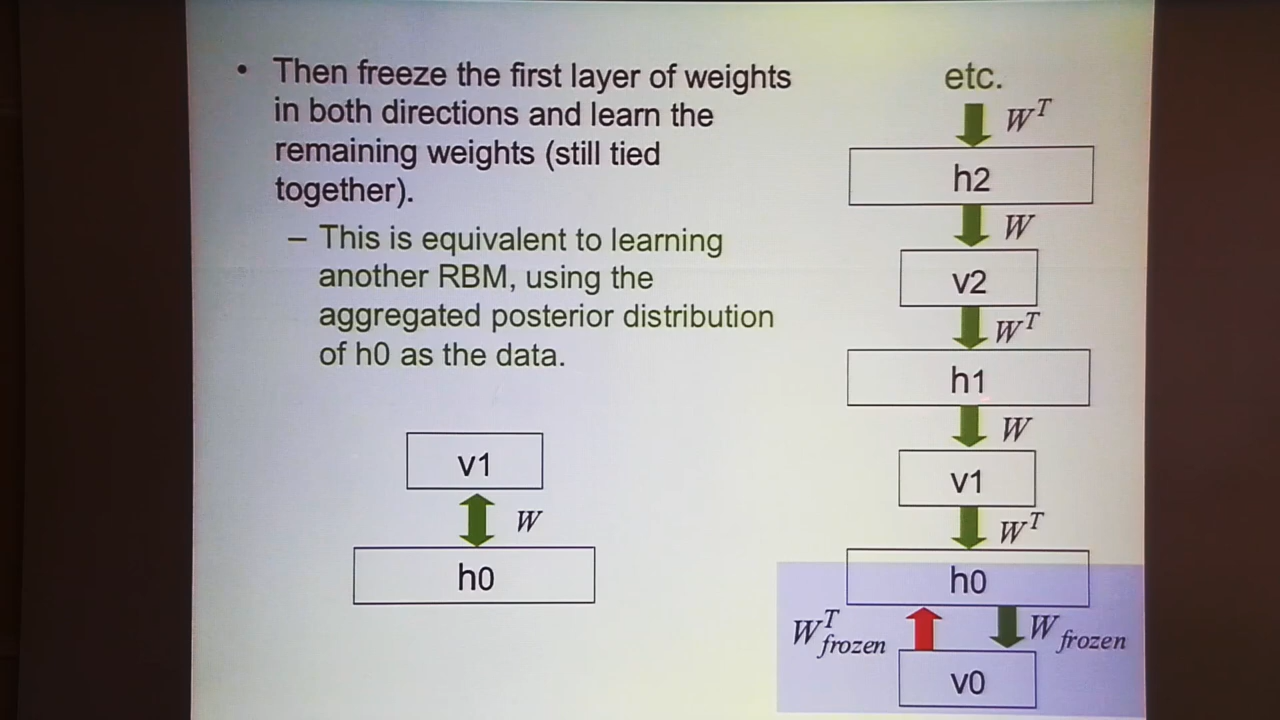 • Then freeze the first layer of weights
in both directions and learn the
remaining weights (still tied
together).
– This is equivalent to learning
another RBM, using the
aggregated posterior distribution
of h0 as the data.
v1
W
h0
etc.
W^T
h2
W
v2
W^T
h1
W
v1
W^T
h0
W^T_frozen
W_frozen
v0